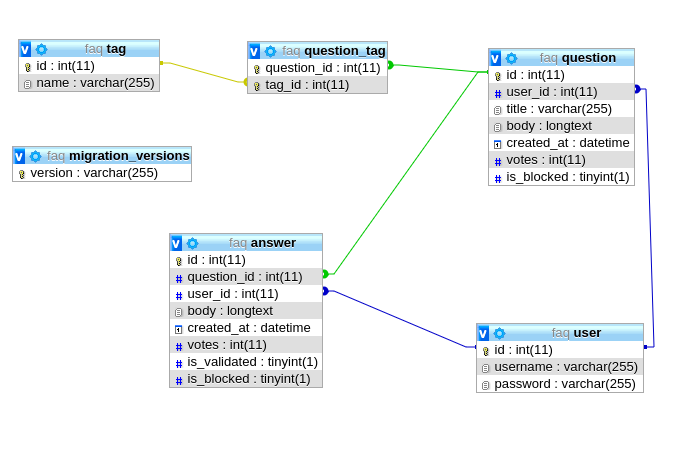 v faq tag
id : int(11)
name : varchar(255)
v faq question_tag
question_id : int(11)
tag_id : int(11)
v faq question
id : int(11)
# user_id : int(11)
title : varchar(255)
body : longtext
created_at : datetime
# votes : int(11)
# is_blocked : tinyint(1)
v faq migration_versions
version : varchar(255)
v faq answer
id : int(11)
# question_id : int(11)
# user_id : int(11)
body : longtext
created_at : datetime
# votes : int(11)
# is_validated : tinyint(1)
# is_blocked : tinyint(1)
v faq user
id : int(11)
username : varchar(255)
password : varchar(255)